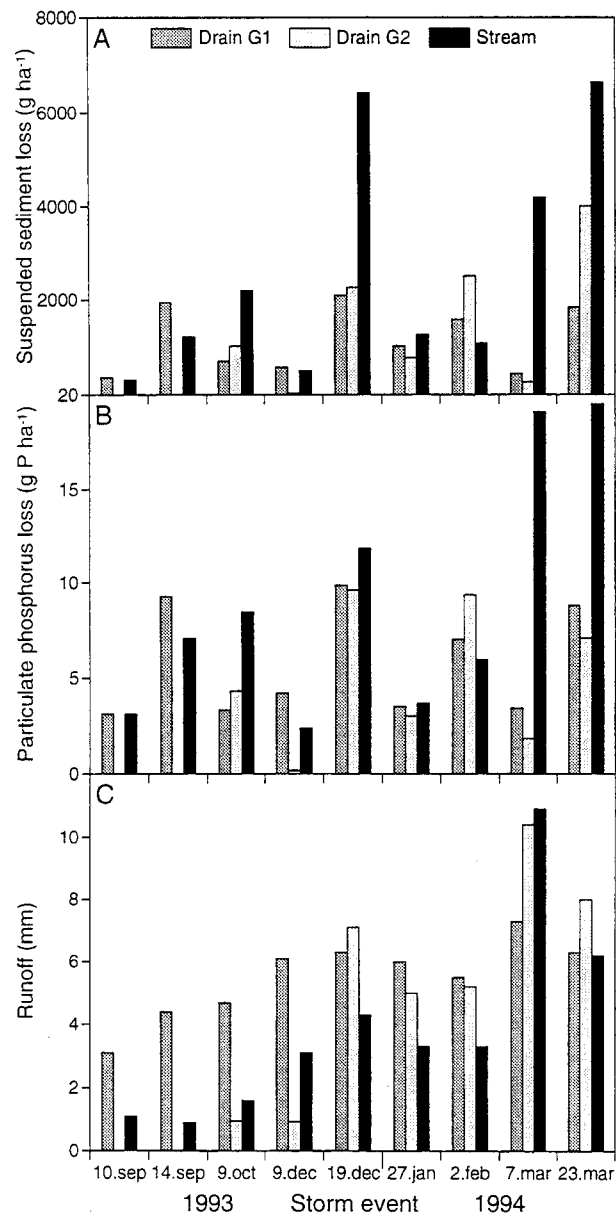 8000
A
Drain G1
Drain G2
Stream
6000
4000
2000
Suspended sediment loss (g ha⁻¹)
20
B
15
10
5
0
Particulate phosphorus loss (g P ha⁻¹)
C
10
8
6
4
2
0
Runoff (mm)
10.sep 14.sep 9.oct 9.dec 19.dec 27.jan 2.feb 7.mar 23.mar
1993 Storm event 1994